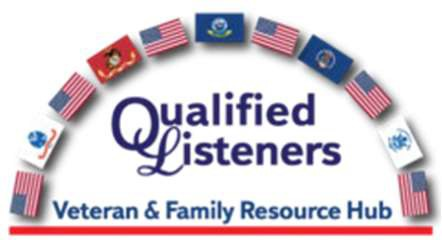 Qualified
Listeners
Veteran & Family Resource Hub